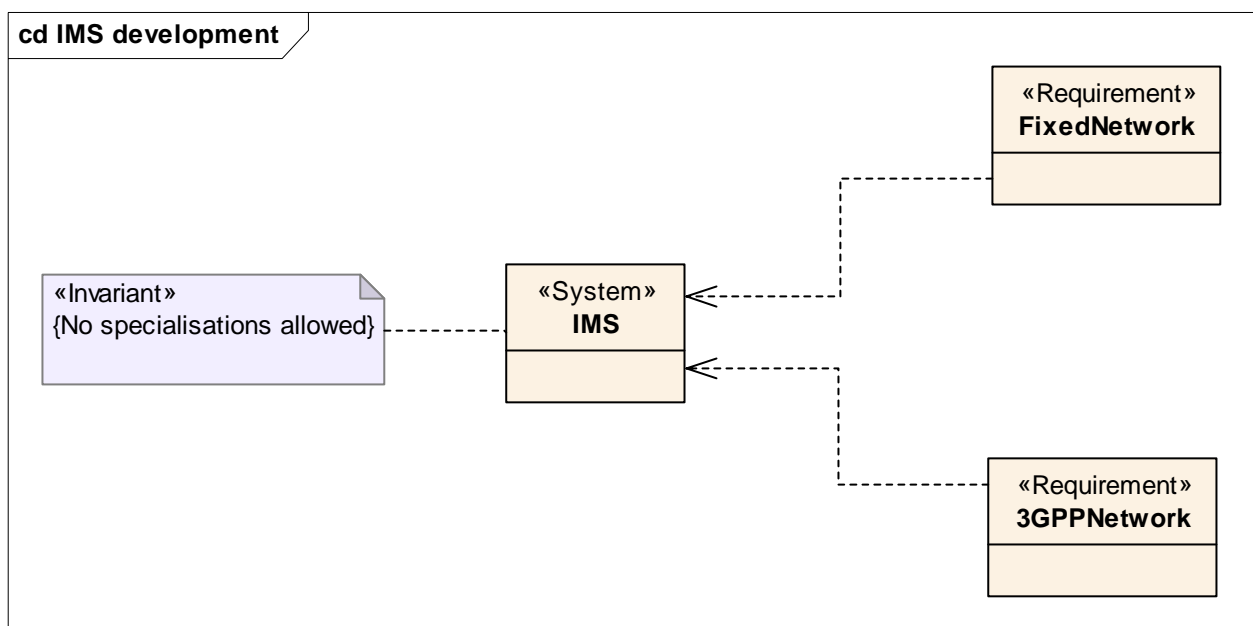 cd IMS development
«Requirement»
FixedNetwork
«Invariant»
{No specialisations allowed}
«System»
IMS
«Requirement»
3GPPNetwork